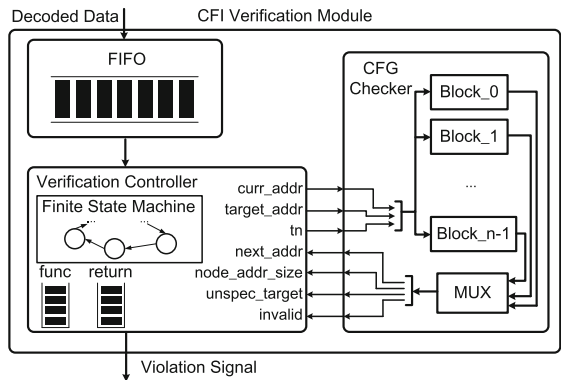 Decoded Data
CFI Verification Module
FIFO
CFG
Checker
Block_0
Block_1
...
Block_n-1
MUX
Verification Controller
Finite State Machine
...
...
func
return
curr_addr
target_addr
tn
next_addr
node_addr_size
unspec_target
invalid
Violation Signal